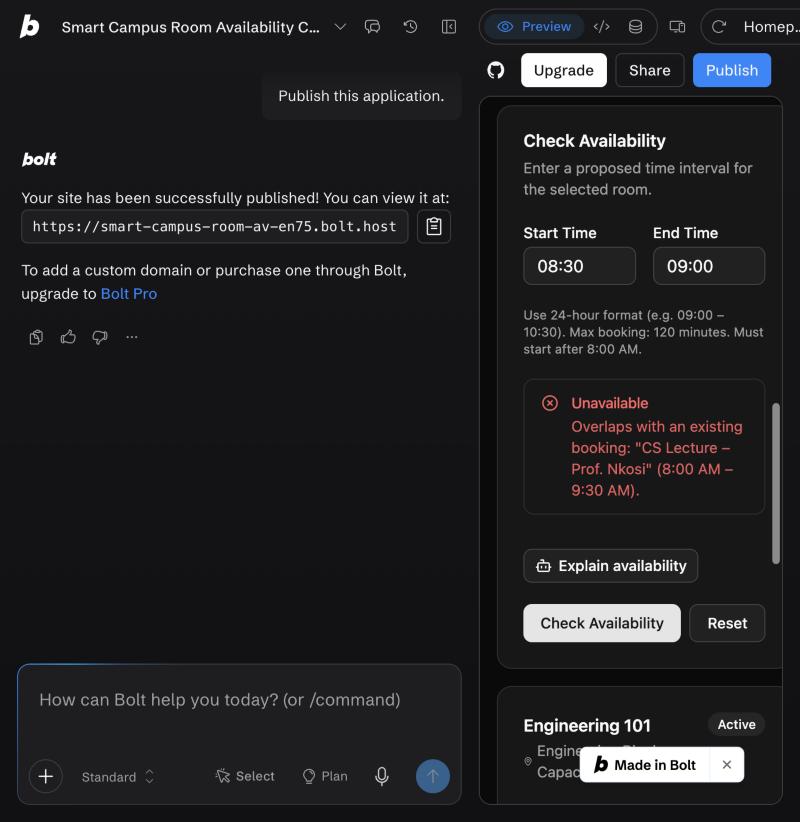 b Smart Campus Room Availability C...
Preview
Homep...
Upgrade
Share
Publish
Publish this application.
bolt
Your site has been successfully published! You can view it at:
https://smart-campus-room-av-en75.bolt.host
To add a custom domain or purchase one through Bolt,
upgrade to Bolt Pro
How can Bolt help you today? (or /command)
Standard
Select
Plan
Check Availability
Enter a proposed time interval for
the selected room.
Start Time
End Time
08:30
09:00
Use 24-hour format (e.g. 09:00 –
10:30). Max booking: 120 minutes. Must
start after 8:00 AM.
Unavailable
Overlaps with an existing
booking: "CS Lecture –
Prof. Nkosi" (8:00 AM –
9:30 AM).
Explain availability
Check Availability
Reset
Engineering 101
Active
b Made in Bolt